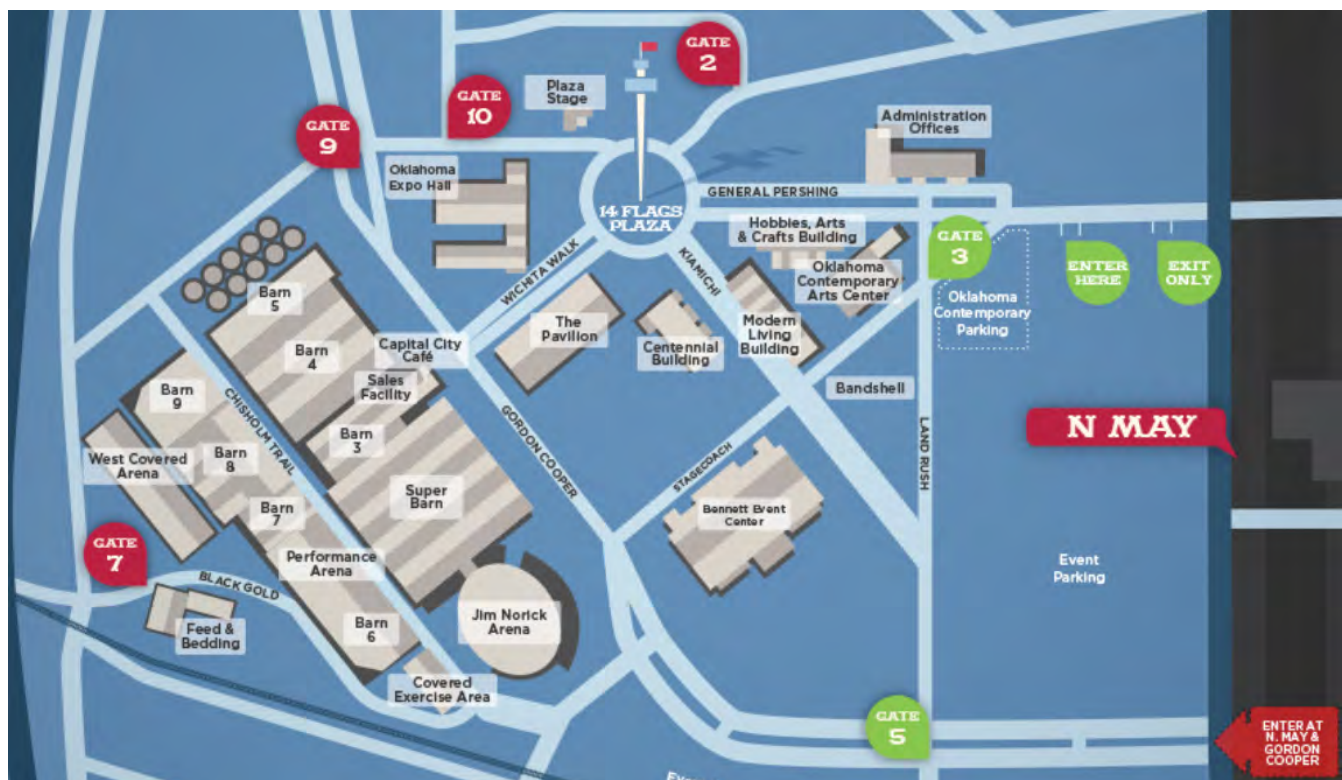 GATE
2
Plaza
Stage
GATE
10
GATE
9
Administration
Offices
Oklahoma
Expo Hall
GENERAL PERSHING
14 FLAGS
PLAZA
Hobbies, Arts
& Crafts Building
GATE
3
WICHITA WALK
KIAMICHI
Oklahoma
Contemporary
Arts Center
ENTER
HERE
EXIT
ONLY
Oklahoma
Contemporary
Parking
Barn
5
The
Pavilion
Centennial
Building
Modern
Living
Building
Capital City
Café
Barn
4
Sales
Facility
Bandshell
Barn
9
CHISHOLM TRAIL
GORDON COOPER
LAND RUSH
N MAY
Barn
3
West Covered
Arena
Barn
8
STAGECOACH
Super
Barn
Bennett Event
Center
Barn
7
GATE
7
Performance
Arena
Event
Parking
BLACK GOLD
Feed &
Bedding
Barn
6
Jim Norick
Arena
Covered
Exercise Area
GATE
5
ENTER AT
N. MAY &
GORDON
COOPER